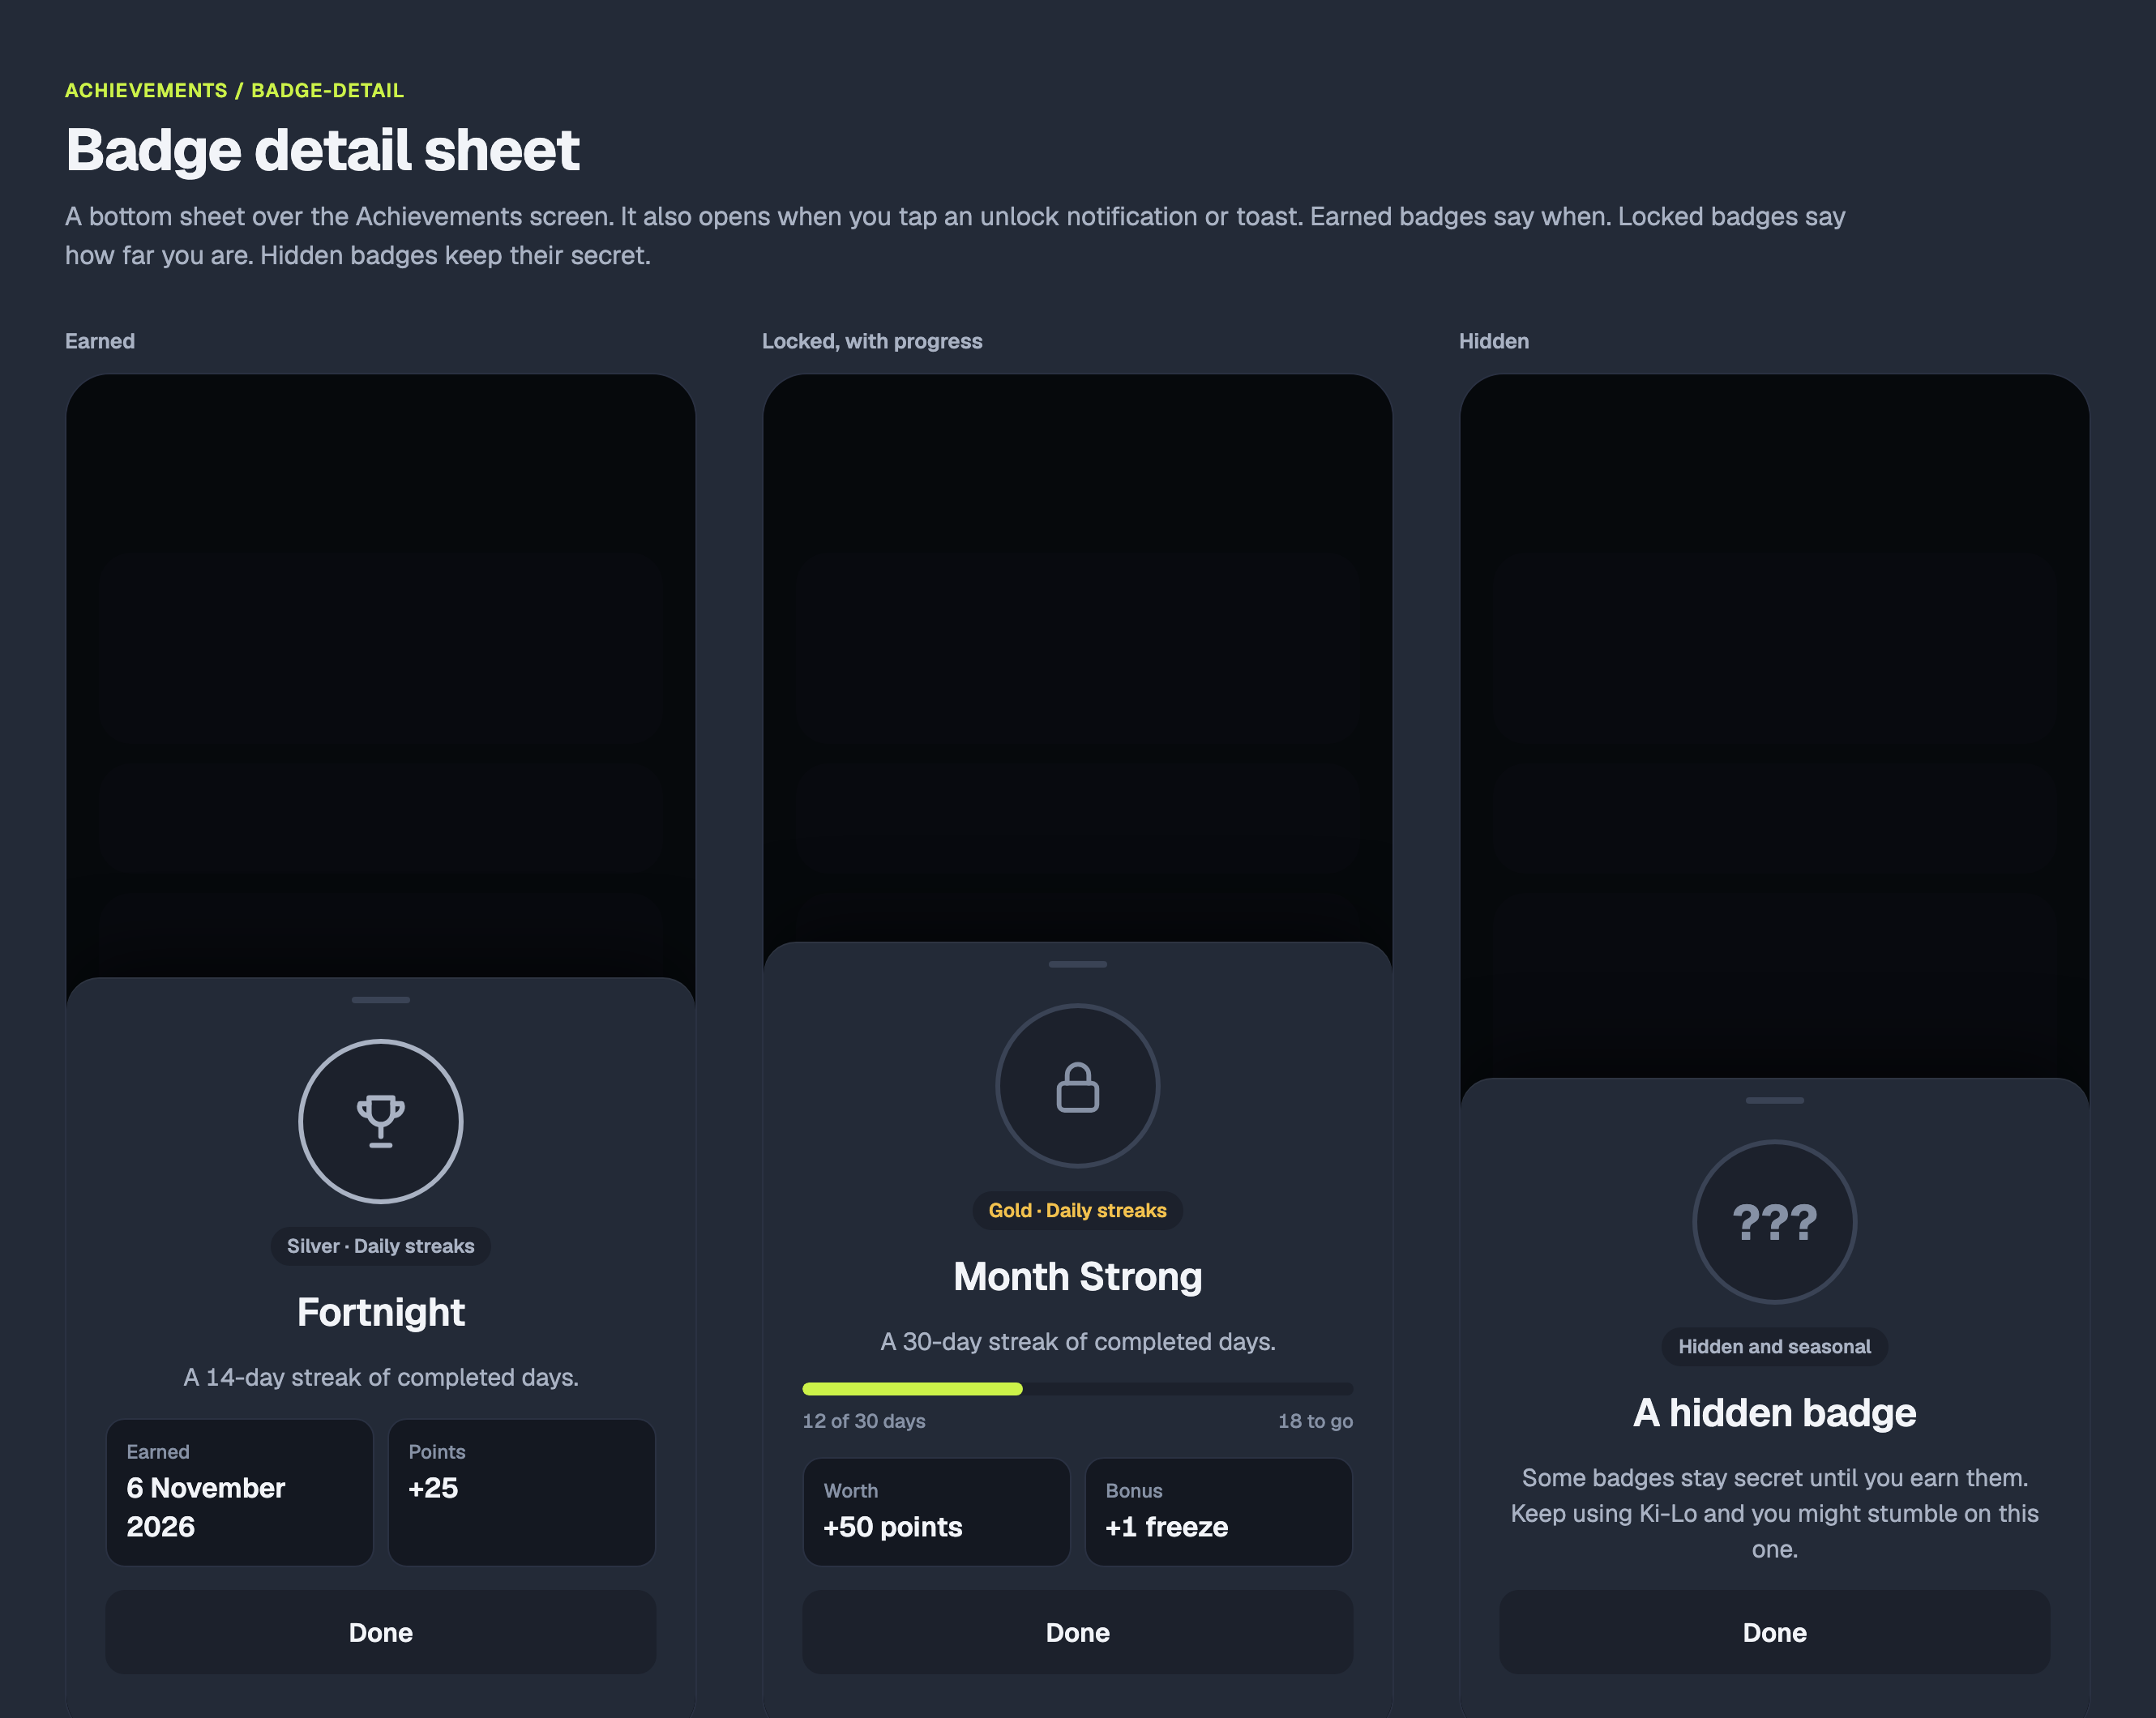 ACHIEVEMENTS / BADGE-DETAIL
Badge detail sheet
A bottom sheet over the Achievements screen. It also opens when you tap an unlock notification or toast. Earned badges say when. Locked badges say
how far you are. Hidden badges keep their secret.
Earned
Silver · Daily streaks
Fortnight
A 14-day streak of completed days.
Earned
6 November
2026
Points
+25
Done
Locked, with progress
Gold · Daily streaks
Month Strong
A 30-day streak of completed days.
12 of 30 days
18 to go
Worth
+50 points
Bonus
+1 freeze
Done
Hidden
???
Hidden and seasonal
A hidden badge
Some badges stay secret until you earn them.
Keep using Ki-Lo and you might stumble on this
one.
Done